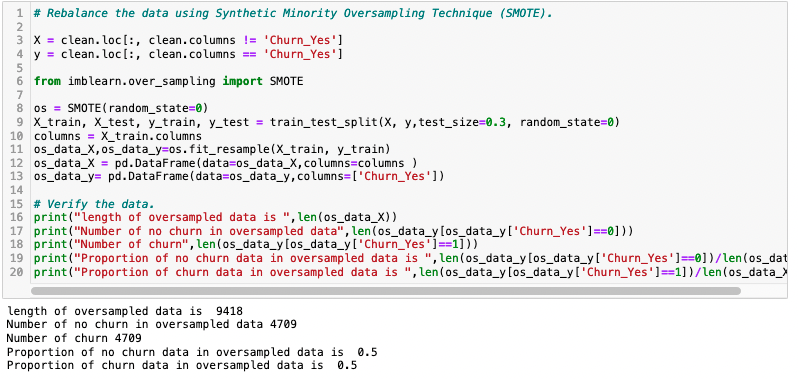 1 # Rebalance the data using Synthetic Minority Oversampling Technique (SMOTE).
2
3 X = clean.loc[:, clean.columns != 'Churn_Yes']
4 y = clean.loc[:, clean.columns == 'Churn_Yes']
5
6 from imblearn.over_sampling import SMOTE
7
8 os = SMOTE(random_state=0)
9 X_train, X_test, y_train, y_test = train_test_split(X, y,test_size=0.3, random_state=0)
10 columns = X_train.columns
11 os_data_X,os_data_y=os.fit_resample(X_train, y_train)
12 os_data_X = pd.DataFrame(data=os_data_X,columns=columns )
13 os_data_y= pd.DataFrame(data=os_data_y,columns=['Churn_Yes'])
14
15 # Verify the data.
16 print("length of oversampled data is ",len(os_data_X))
17 print("Number of no churn in oversampled data",len(os_data_y[os_data_y['Churn_Yes']==0]))
18 print("Number of churn",len(os_data_y[os_data_y['Churn_Yes']==1]))
19 print("Proportion of no churn data in oversampled data is ",len(os_data_y[os_data_y['Churn_Yes']==0])/len(os_dat
20 print("Proportion of churn data in oversampled data is ",len(os_data_y[os_data_y['Churn_Yes']==1])/len(os_data_X
length of oversampled data is  9418
Number of no churn in oversampled data 4709
Number of churn 4709
Proportion of no churn data in oversampled data is  0.5
Proportion of churn data in oversampled data is  0.5